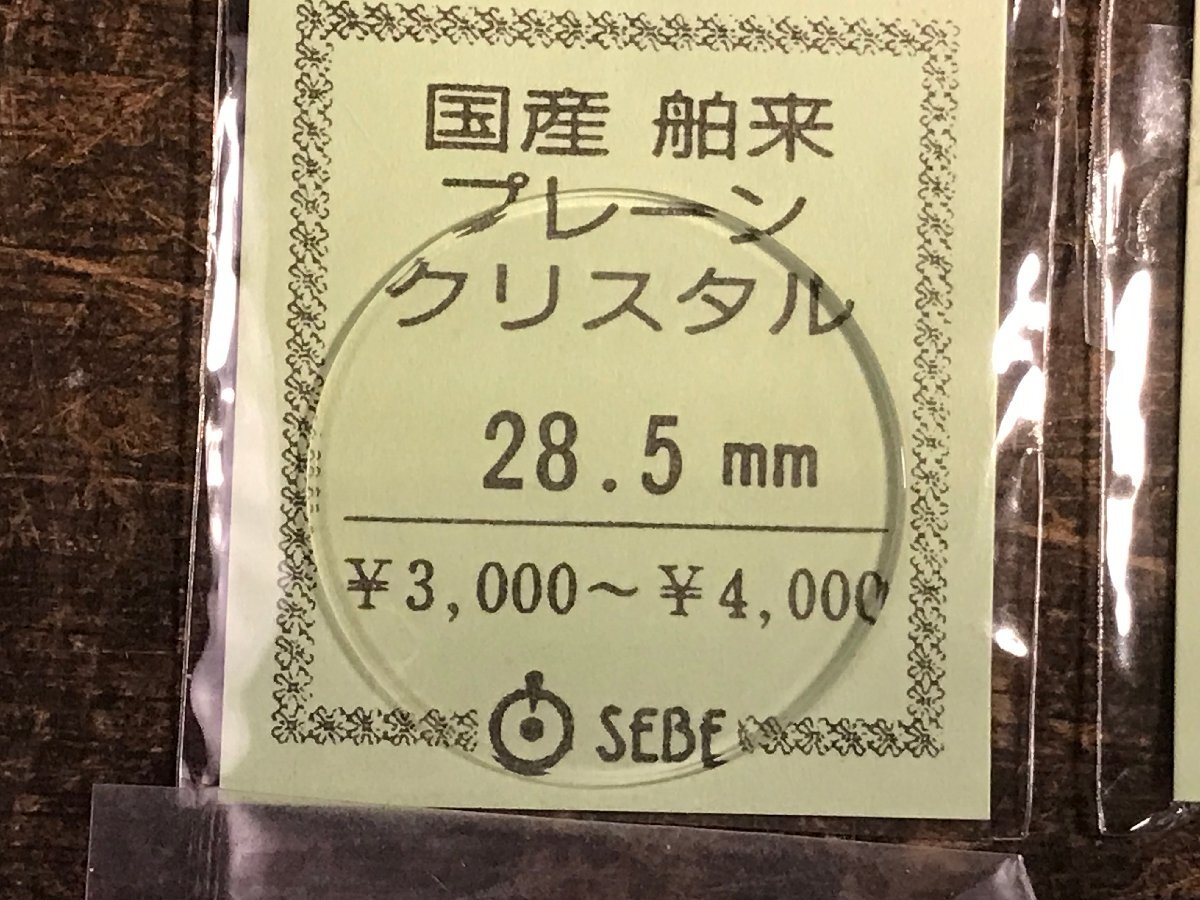 国産 舶来
プレーン
クリスタル
28.5 mm
¥3,000～¥4,000
SEBE